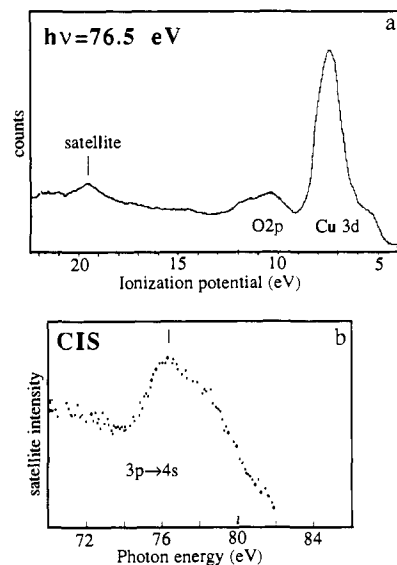 a
hν=76.5 eV
counts
satellite
O2p
Cu 3d
20
15
10
5
Ionization potential (eV)
CIS
b
satellite intensity
3p→4s
72
76
80
84
Photon energy (eV)